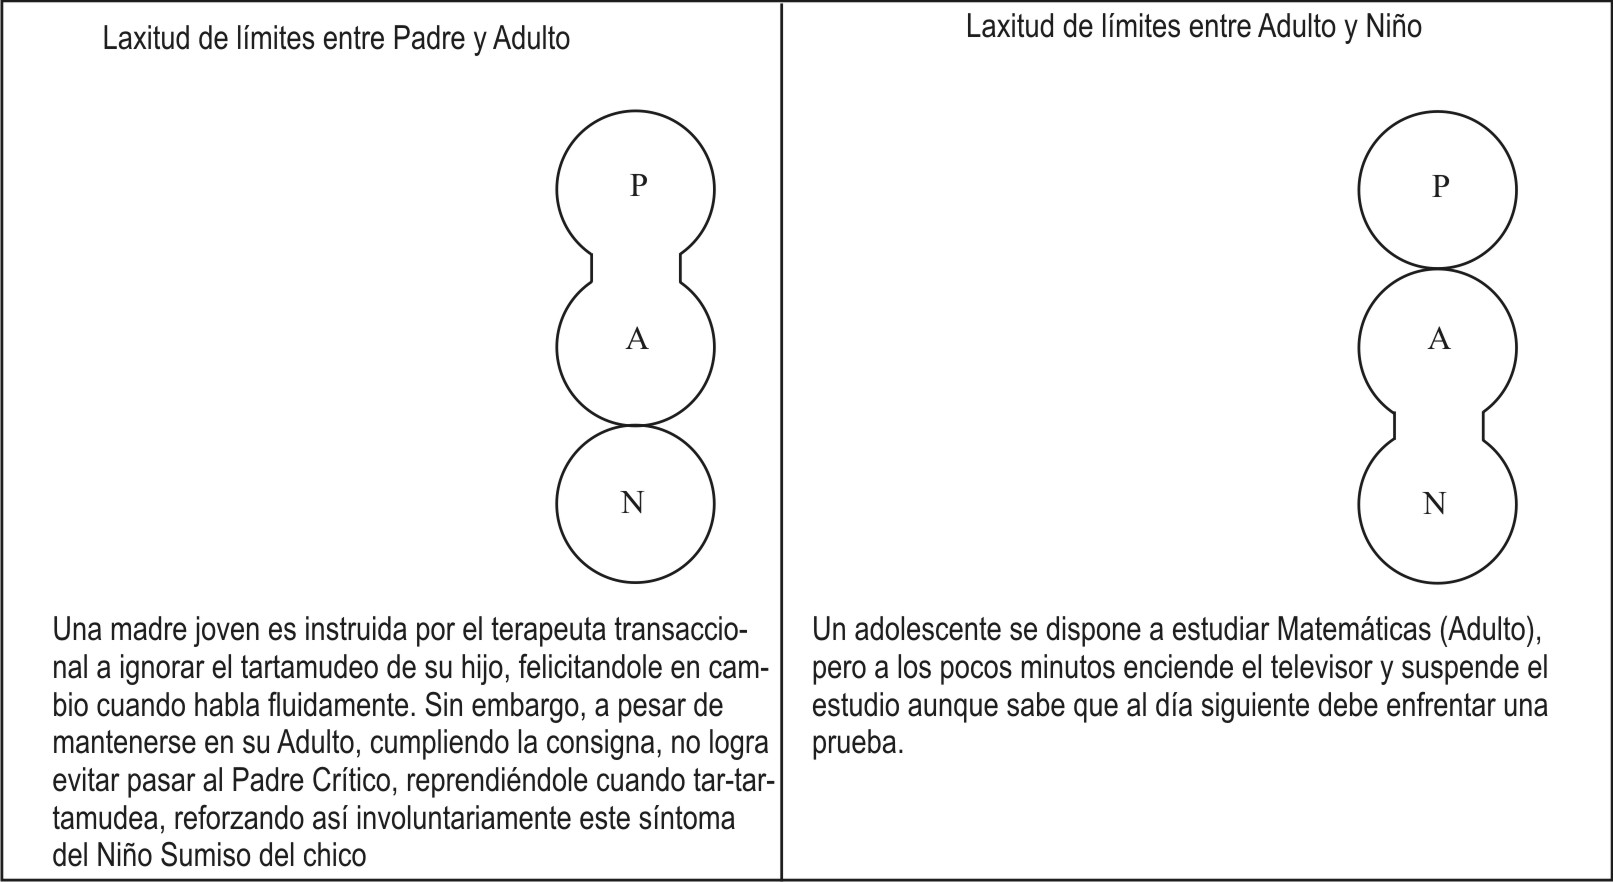 Laxitud de límites entre Padre y Adulto
P
A
N
Una madre joven es instruida por el terapeuta transaccio-
nal a ignorar el tartamudeo de su hijo, felicitandole en cam-
bio cuando habla fluidamente. Sin embargo, a pesar de
mantenerse en su Adulto, cumpliendo la consigna, no logra
evitar pasar al Padre Crítico, reprendiéndole cuando tar-tar-
tamudea, reforzando así involuntariamente este síntoma
del Niño Sumiso del chico
Laxitud de límites entre Adulto y Niño
P
A
N
Un adolescente se dispone a estudiar Matemáticas (Adulto),
pero a los pocos minutos enciende el televisor y suspende el
estudio aunque sabe que al día siguiente debe enfrentar una
prueba.